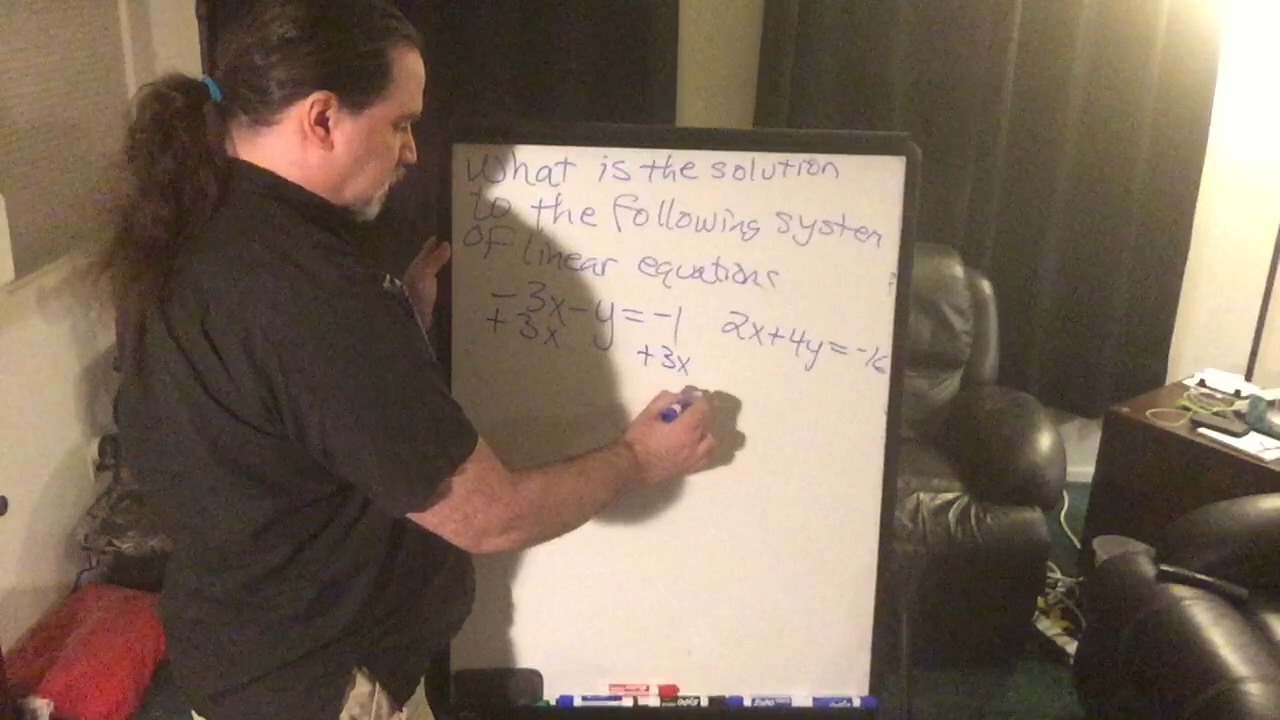 What is the solution
to the following system
of linear equations
-3x-y=-1 2x+4y=-16
+3x
+3x